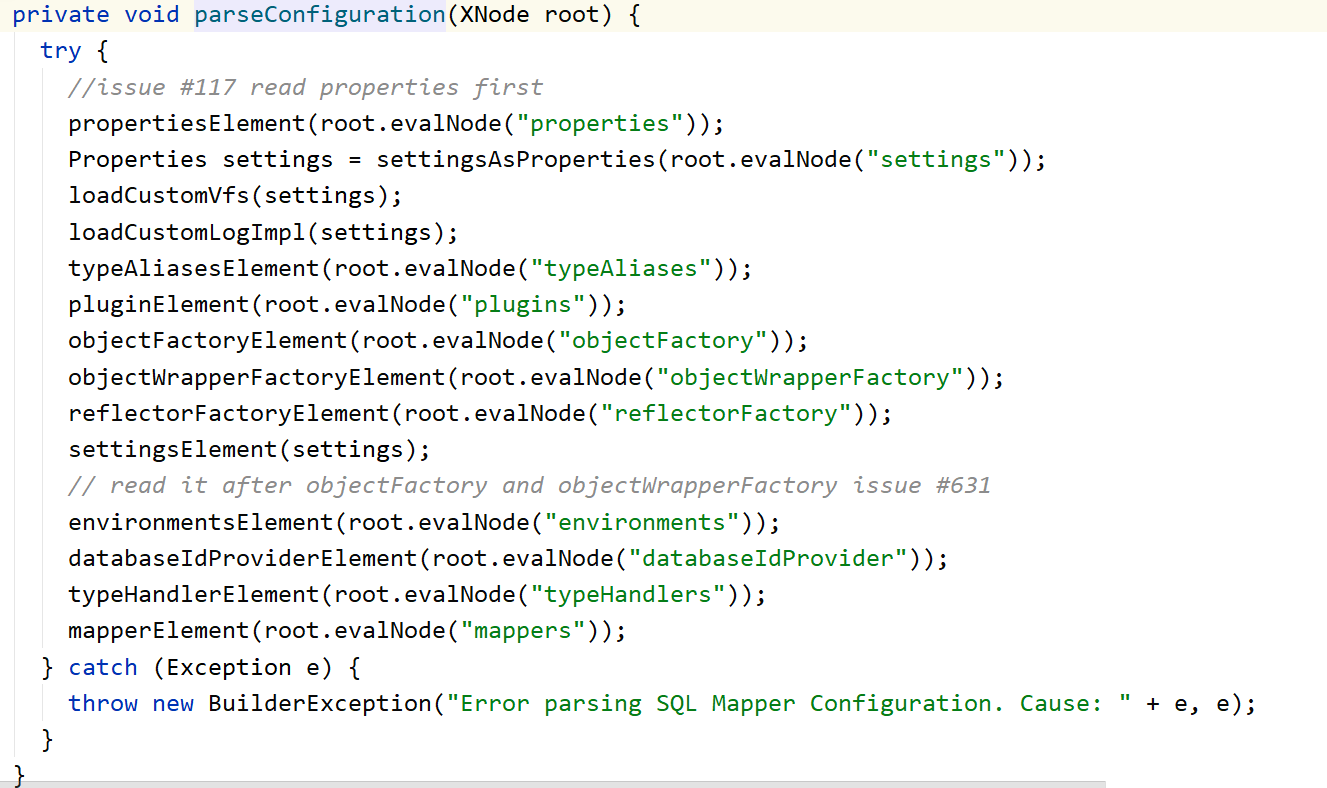 private void parseConfiguration(XNode root) {
try {
//issue #117 read properties first
propertiesElement(root.evalNode("properties"));
Properties settings = settingsAsProperties(root.evalNode("settings"));
loadCustomVfs(settings);
loadCustomLogImpl(settings);
typeAliasesElement(root.evalNode("typeAliases"));
pluginElement(root.evalNode("plugins"));
objectFactoryElement(root.evalNode("objectFactory"));
objectWrapperFactoryElement(root.evalNode("objectWrapperFactory"));
reflectorFactoryElement(root.evalNode("reflectorFactory"));
settingsElement(settings);
// read it after objectFactory and objectWrapperFactory issue #631
environmentsElement(root.evalNode("environments"));
databaseIdProviderElement(root.evalNode("databaseIdProvider"));
typeHandlerElement(root.evalNode("typeHandlers"));
mapperElement(root.evalNode("mappers"));
} catch (Exception e) {
throw new BuilderException("Error parsing SQL Mapper Configuration. Cause: " + e, e);
}
}